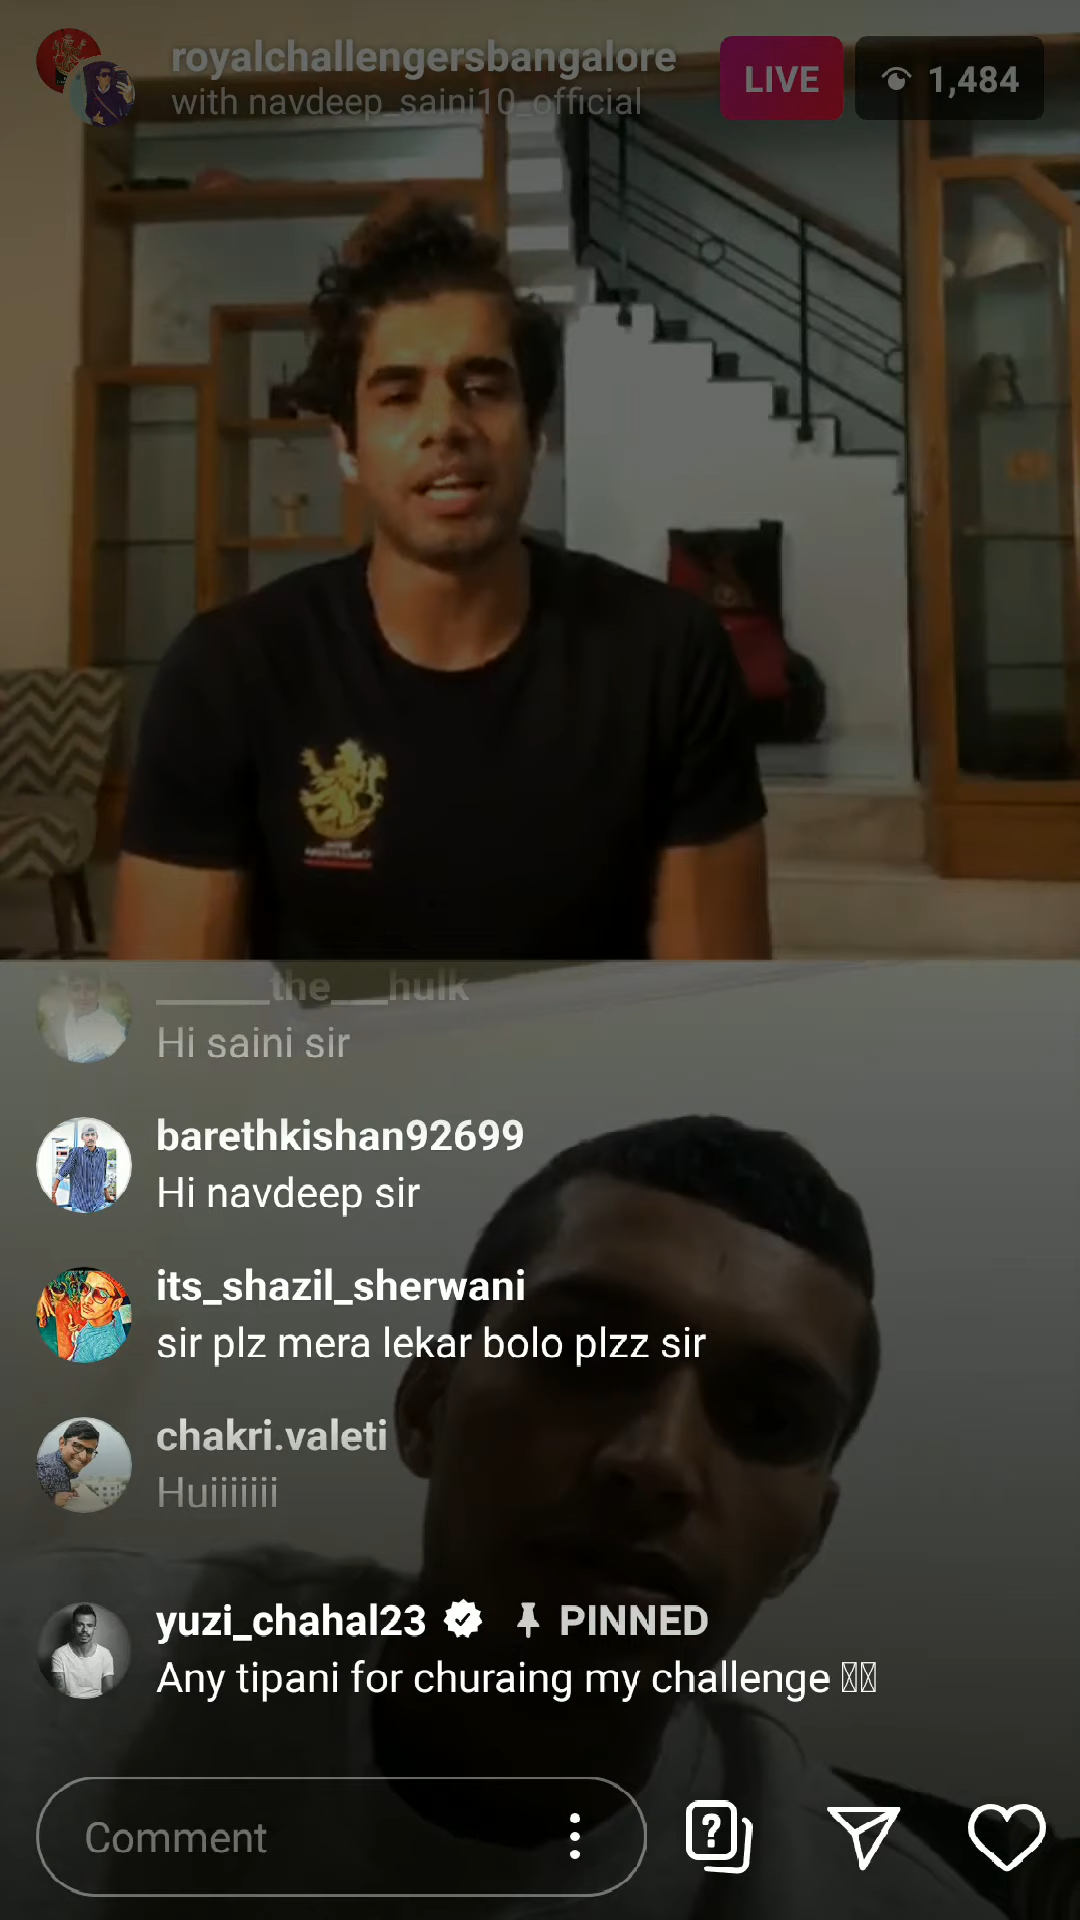 royalchallengersbangalore
with navdeep_saini10_official
LIVE
1,484
______the___hulk
Hi saini sir
barethkishan92699
Hi navdeep sir
its_shazil_sherwani
sir plz mera lekar bolo plzz sir
chakri.valeti
Huiiiiiii
yuzi_chahal23 PINNED
Any tipani for churaing my challenge
Comment